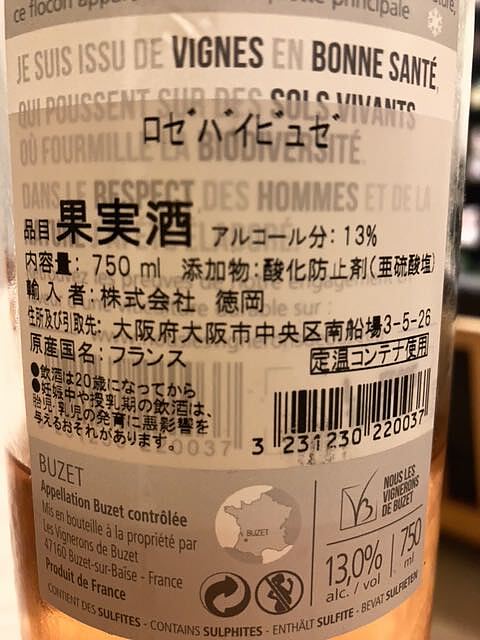 ce flocon
principale
JE SUIS ISSU DE VIGNES EN BONNE SANTÉ,
QUI POUSSENT SUR DES SOLS VIVANTS
ロゼバイビュゼ
OÙ FOURMILLE LA BIODIVERSITÉ.
DANS LE RESPECT DES HOMMES ET DE LA
品目 果実酒 アルコール分：13%
内容量：750 ml 添加物：酸化防止剤（亜硫酸塩）
輸入者：株式会社 徳岡
住所及び引取先：大阪府大阪市中央区南船場3-5-26
原産国名：フランス 定温コンテナ使用
●飲酒は20歳になってから
●妊娠中や授乳期の飲酒は、
胎児・乳児の発育に悪影響を
与えるおそれがあります。
3 231230 220037
BUZET
Appellation Buzet contrôlée
Mis en bouteille à la propriété par
Les Vignerons de Buzet
47160 Buzet-sur-Baïse - France
Produit de France
BUZET
NOUS LES
VIGNERONS
DE BUZET
13,0%
alc. / vol
750
ml
CONTIENT DES SULFITES - CONTAINS SULPHITES - ENTHÄLT SULFITE - BEVAT SULFIETEN